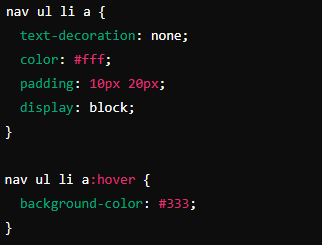 nav ul li a {
  text-decoration: none;
  color: #fff;
  padding: 10px 20px;
  display: block;
}

nav ul li a:hover {
  background-color: #333;
}